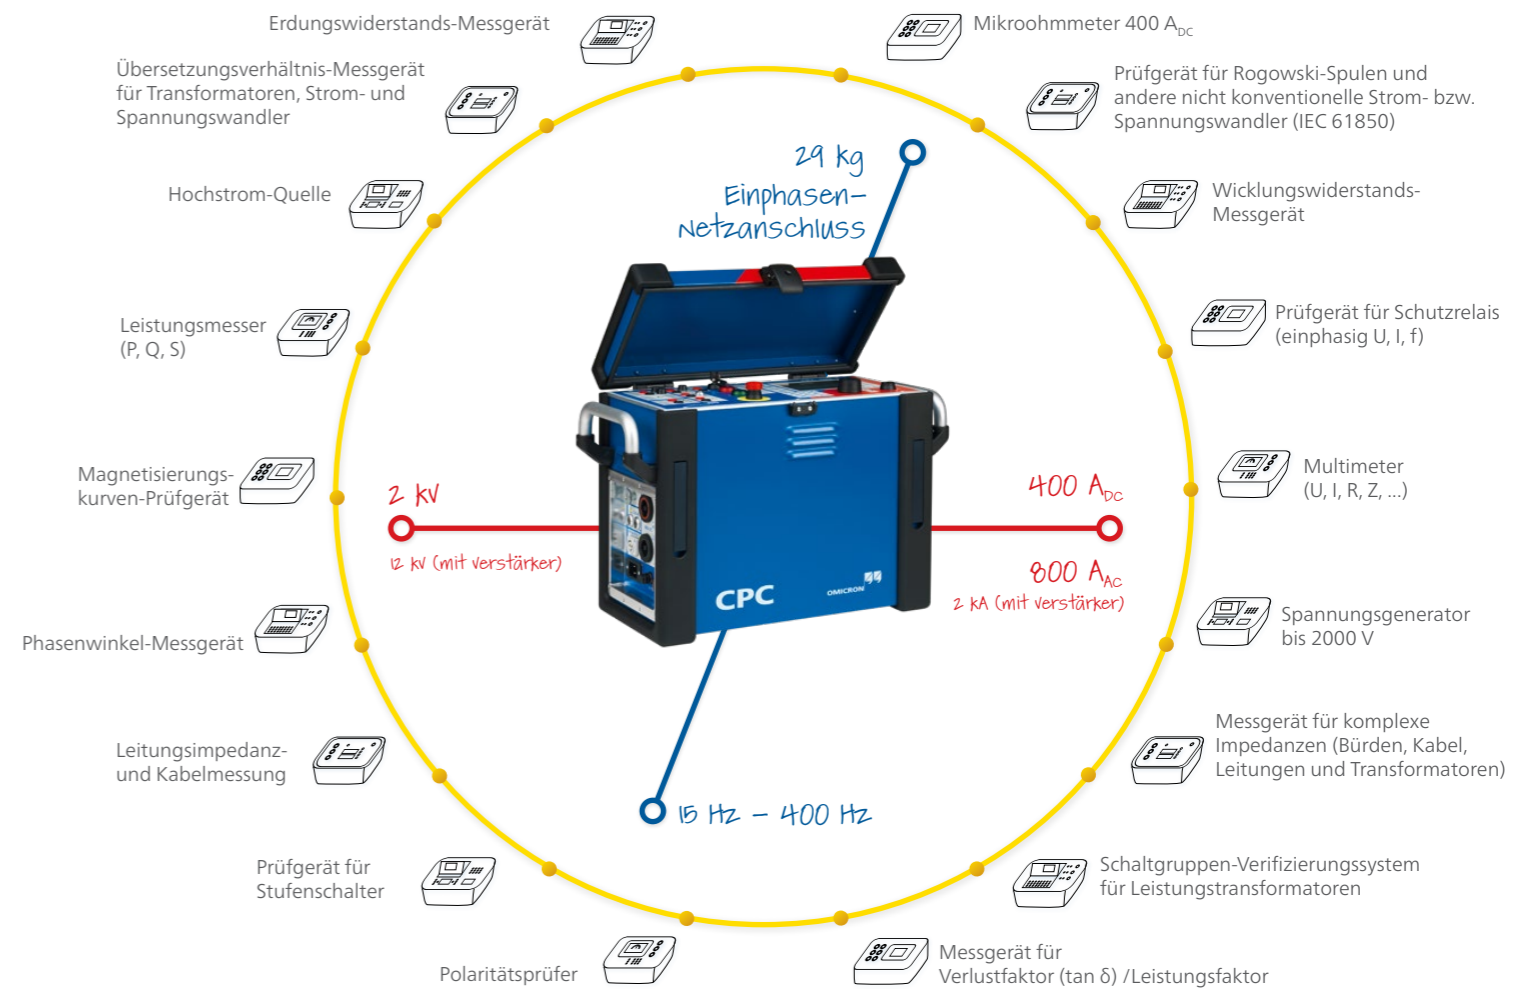 Erdungswiderstands-Messgerät
Mikroohmmeter 400 A_DC
Übersetzungsverhältnis-Messgerät
für Transformatoren, Strom- und
Spannungswandler
Prüfgerät für Rogowski-Spulen und
andere nicht konventionelle Strom- bzw.
Spannungswandler (IEC 61850)
29 kg
Einphasen-
Netzanschluss
Hochstrom-Quelle
Wicklungswiderstands-
Messgerät
Leistungsmesser
(P, Q, S)
Prüfgerät für Schutzrelais
(einphasig U, I, f)
Magnetisierungs-
kurven-Prüfgerät
2 kV
12 kV (mit Verstärker)
400 A_DC
800 A_AC
2 kA (mit Verstärker)
Multimeter
(U, I, R, Z, ...)
CPC
OMICRON
Phasenwinkel-Messgerät
Spannungsgenerator
bis 2000 V
Leitungsimpedanz-
und Kabelmessung
Messgerät für komplexe
Impedanzen (Bürden, Kabel,
Leitungen und Transformatoren)
15 Hz – 400 Hz
Prüfgerät für
Stufenschalter
Schaltgruppen-Verifizierungssystem
für Leistungstransformatoren
Polaritätsprüfer
Messgerät für
Verlustfaktor (tan δ) /Leistungsfaktor